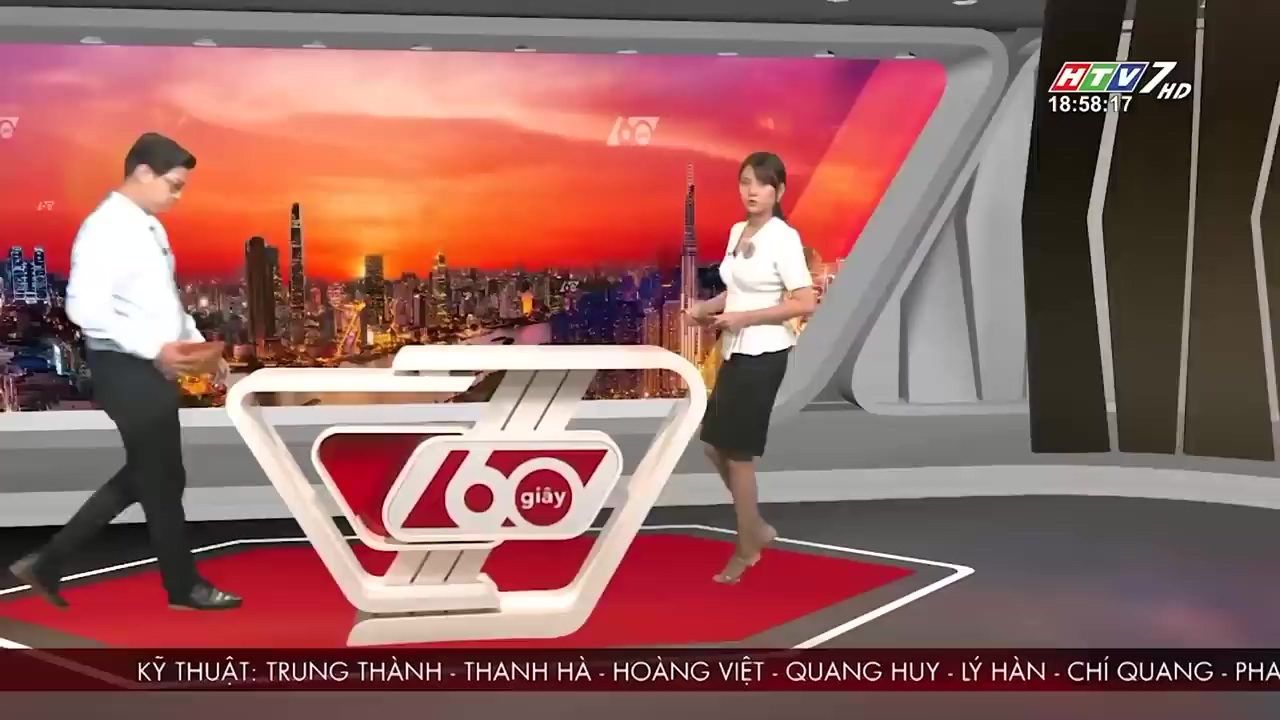 HTV7 HD
18:58:17
60
60 giây
KỸ THUẬT: TRUNG THÀNH - THANH HÀ - HOÀNG VIỆT - QUANG HUY - LÝ HÀN - CHÍ QUANG - PHA